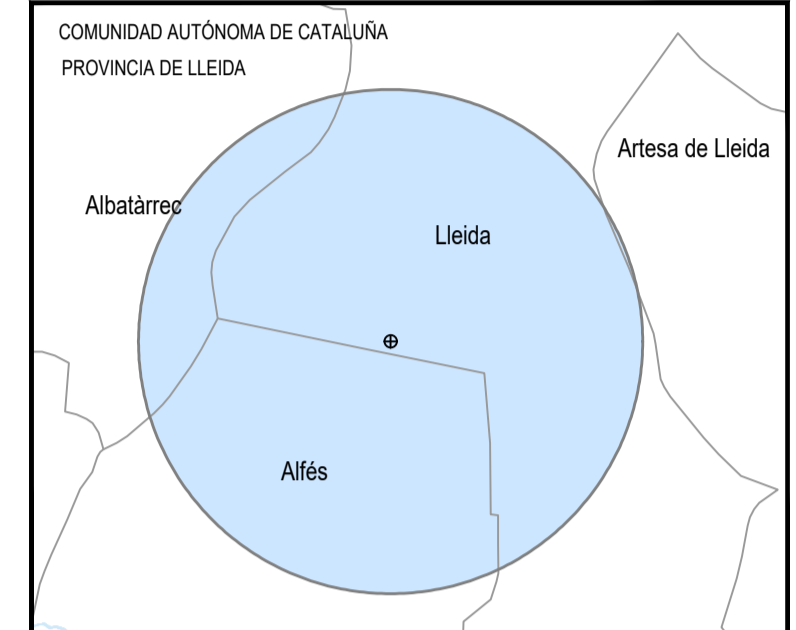 COMUNIDAD AUTÓNOMA DE CATALUÑA
PROVINCIA DE LLEIDA
Artesa de Lleida
Albatàrrec
Lleida
Alfés